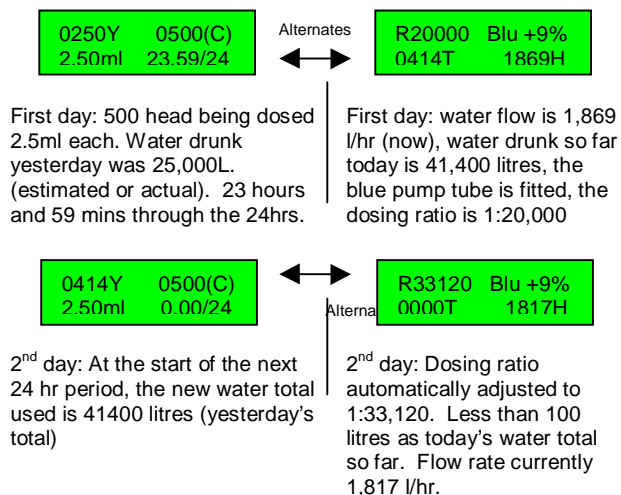 0250Y 0500(C)
2.50ml 23.59/24
Alternates
R20000 Blu +9%
0414T 1869H
First day: 500 head being dosed
2.5ml each. Water drunk
yesterday was 25,000L.
(estimated or actual). 23 hours
and 59 mins through the 24hrs.
First day: water flow is 1,869
l/hr (now), water drunk so far
today is 41,400 litres, the
blue pump tube is fitted, the
dosing ratio is 1:20,000
0414Y 0500(C)
2.50ml 0.00/24
Alterna
R33120 Blu +9%
0000T 1817H
2nd day: At the start of the next
24 hr period, the new water total
used is 41400 litres (yesterday's
total)
2nd day: Dosing ratio
automatically adjusted to
1:33,120. Less than 100
litres as today's water total
so far. Flow rate currently
1,817 l/hr.